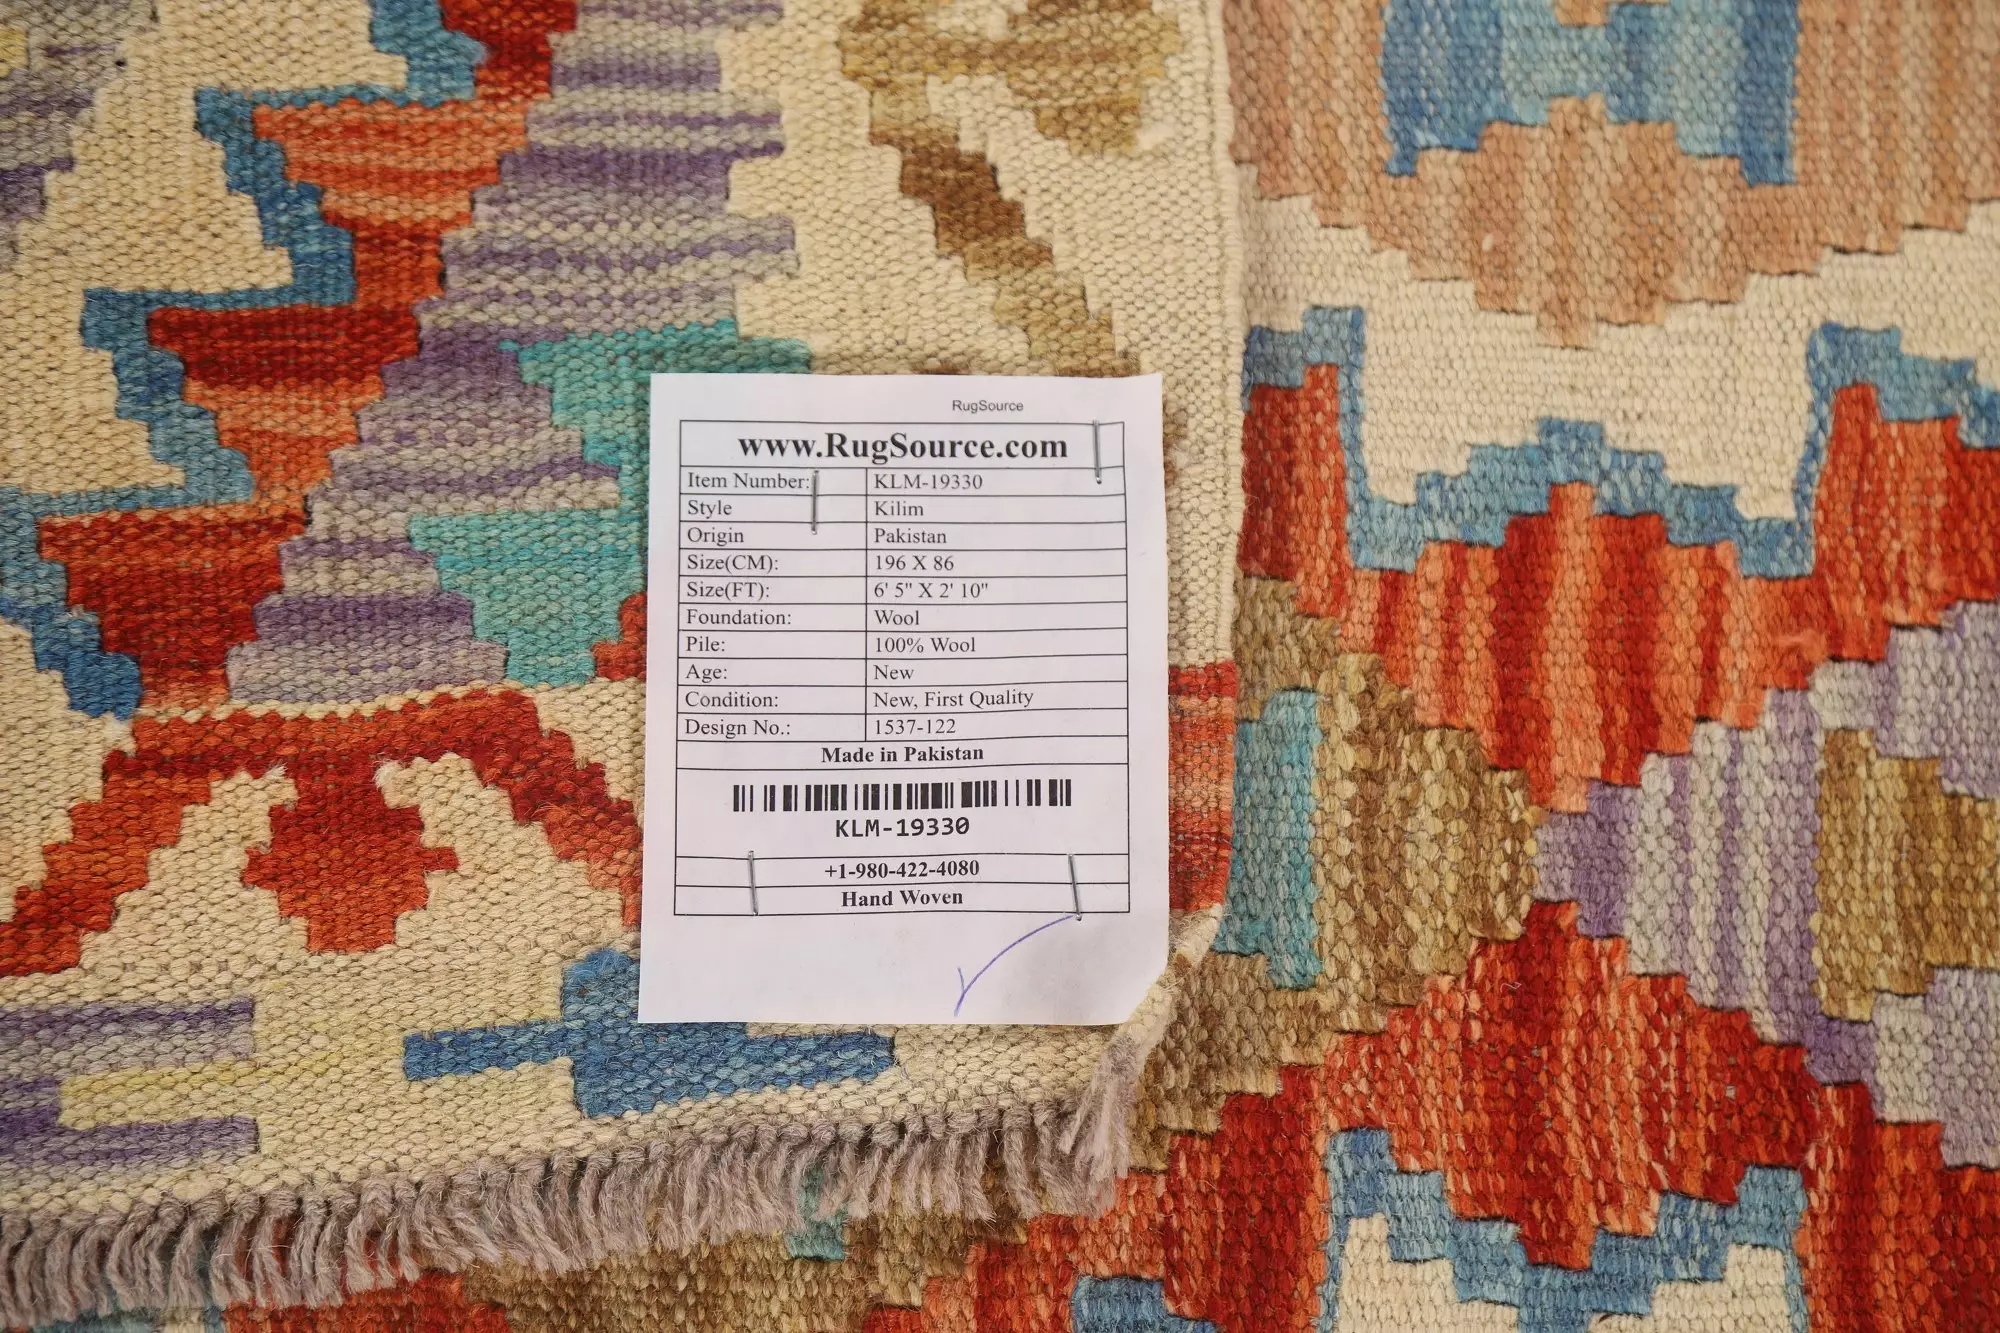 RugSource
www.RugSource.com
Item Number: KLM-19330
Style Kilim
Origin Pakistan
Size(CM): 196 X 86
Size(FT): 6' 5" X 2' 10"
Foundation: Wool
Pile: 100% Wool
Age: New
Condition: New, First Quality
Design No.: 1537-122
Made in Pakistan
KLM-19330
+1-980-422-4080
Hand Woven